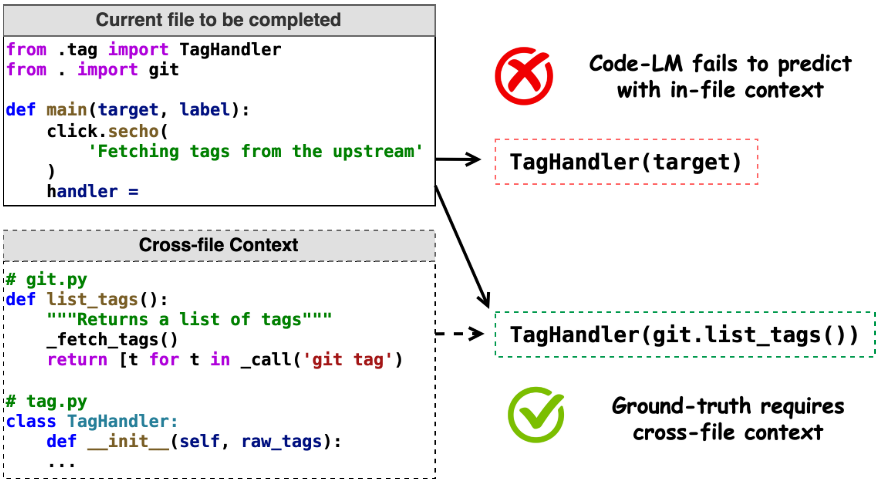 Current file to be completed
from .tag import TagHandler
from . import git
def main(target, label):
    click.secho(
        'Fetching tags from the upstream'
    )
    handler =
Code-LM fails to predict
with in-file context
TagHandler(target)
Cross-file Context
# git.py
def list_tags():
    """Returns a list of tags"""
    _fetch_tags()
    return [t for t in _call('git tag')
# tag.py
class TagHandler:
    def __init__(self, raw_tags):
    ...
TagHandler(git.list_tags())
Ground-truth requires
cross-file context